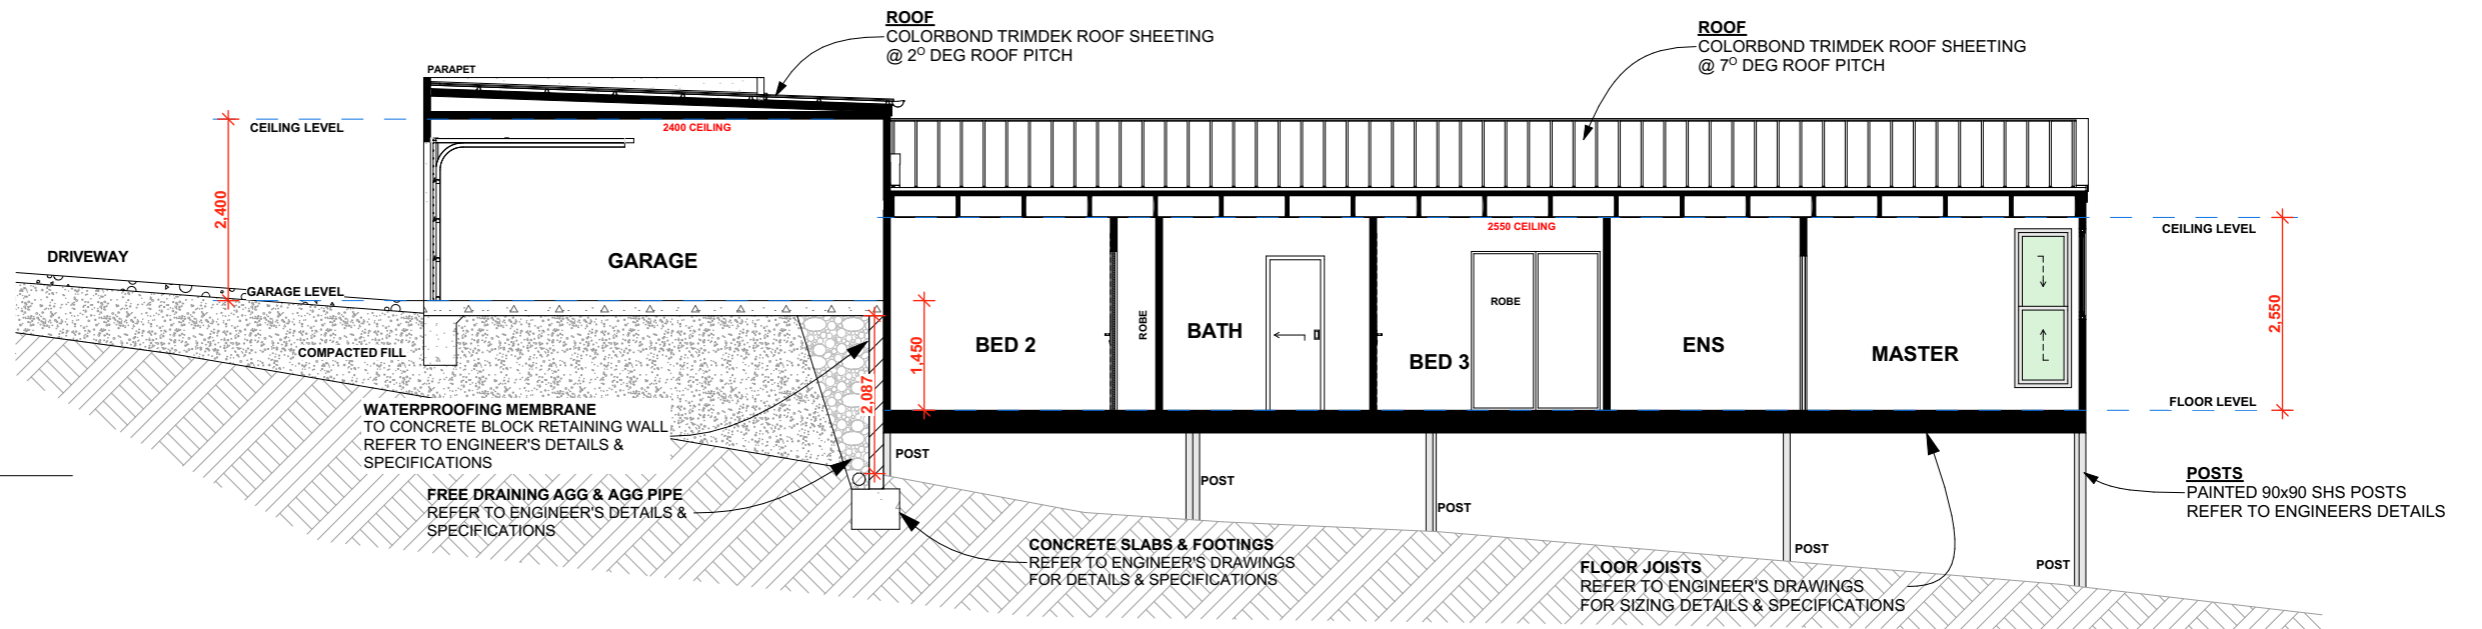 ROOF
COLORBOND TRIMDEK ROOF SHEETING
@ 2° DEG ROOF PITCH
ROOF
COLORBOND TRIMDEK ROOF SHEETING
@ 7° DEG ROOF PITCH
PARAPET
CEILING LEVEL
2400 CEILING
2,400
DRIVEWAY
GARAGE
GARAGE LEVEL
COMPACTED FILL
2550 CEILING
CEILING LEVEL
2,550
FLOOR LEVEL
BED 2
ROBE
BATH
BED 3
ROBE
ENS
MASTER
1,450
2,087
WATERPROOFING MEMBRANE
TO CONCRETE BLOCK RETAINING WALL
REFER TO ENGINEER'S DETAILS &
SPECIFICATIONS
FREE DRAINING AGG & AGG PIPE
REFER TO ENGINEER'S DETAILS &
SPECIFICATIONS
POST
POST
POST
POST
POST
POSTS
PAINTED 90x90 SHS POSTS
REFER TO ENGINEERS DETAILS
CONCRETE SLABS & FOOTINGS
REFER TO ENGINEER'S DRAWINGS
FOR DETAILS & SPECIFICATIONS
FLOOR JOISTS
REFER TO ENGINEER'S DRAWINGS
FOR SIZING DETAILS & SPECIFICATIONS